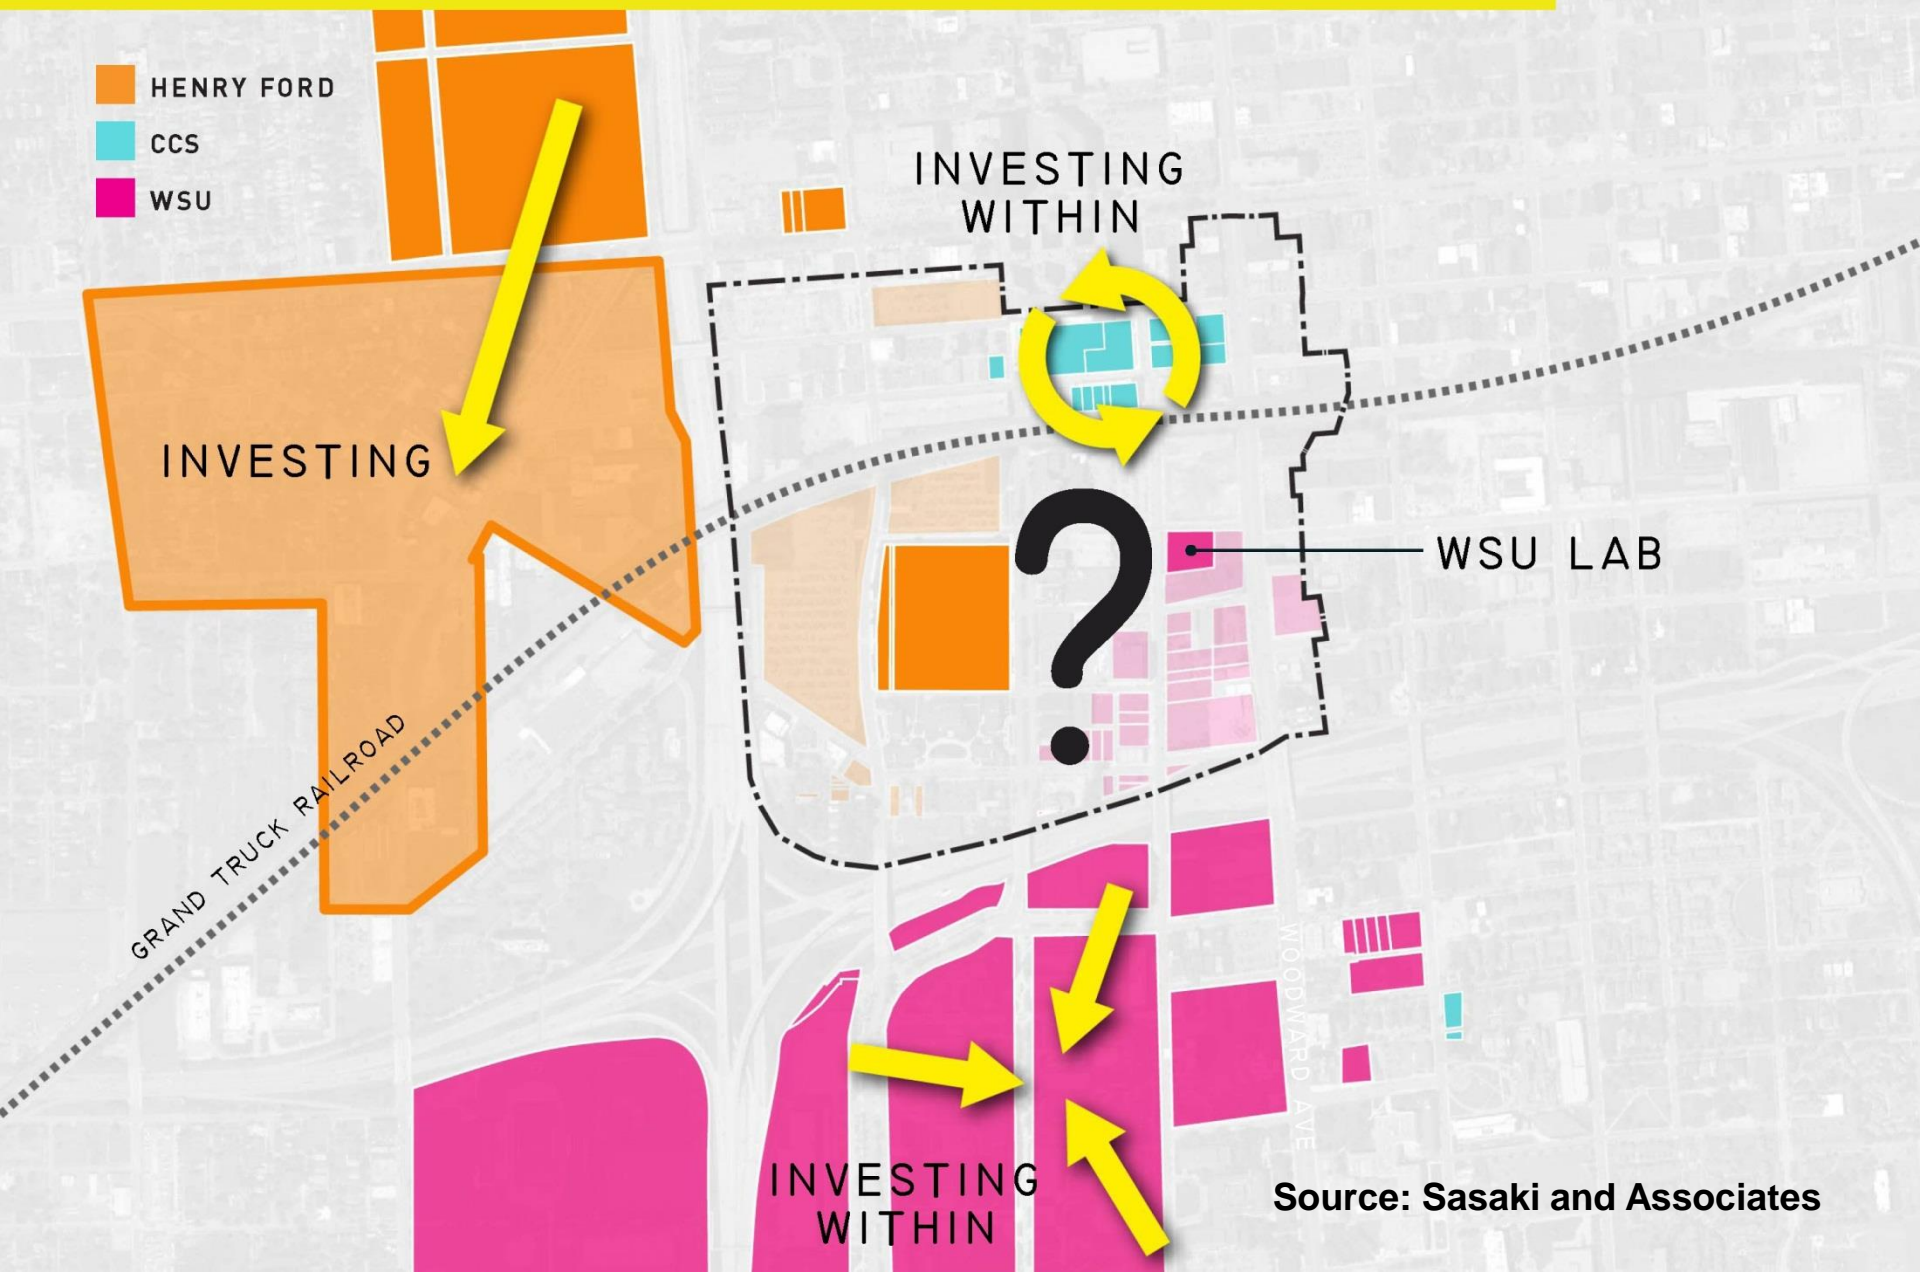 HENRY FORD
CCS
WSU
INVESTING
WITHIN
INVESTING
?
WSU LAB
GRAND TRUCK RAILROAD
WOODWARD AVE
INVESTING
WITHIN
Source: Sasaki and Associates